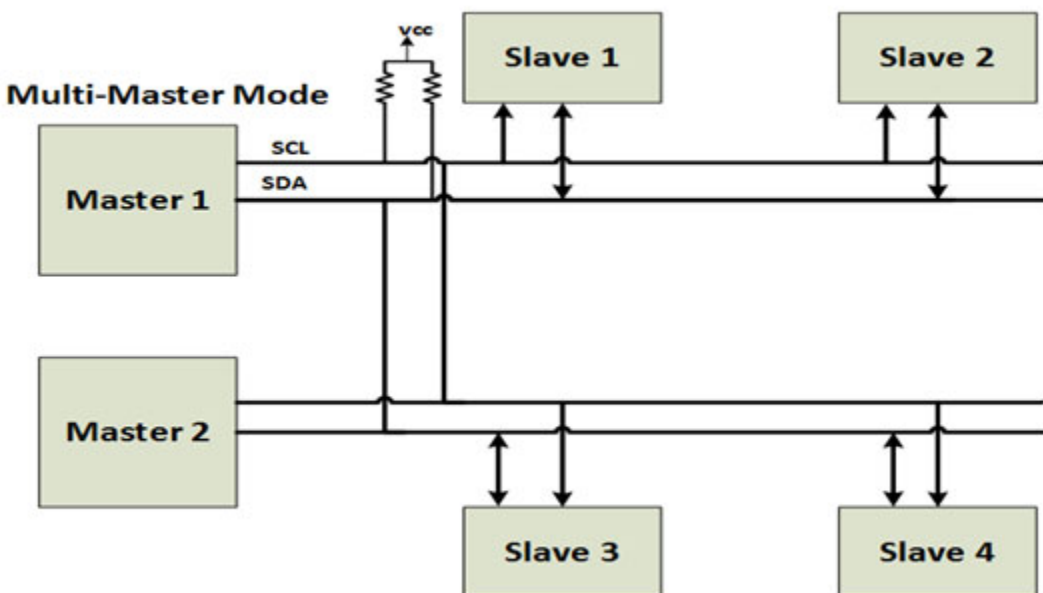 vcc
Slave 1
Slave 2
Multi-Master Mode
SCL
SDA
Master 1
Master 2
Slave 3
Slave 4